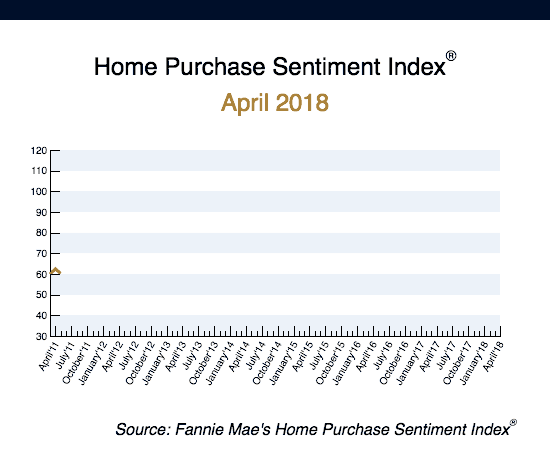 Home Purchase Sentiment Index®
April 2018
120
110
100
90
80
70
60
50
40
30
April'11
July'11
October'11
January'12
April'12
July'12
October'12
January'13
April'13
July'13
October'13
January'14
April'14
July'14
October'14
January'15
April'15
July'15
October'15
January'16
April'16
July'16
October'16
January'17
April'17
July'17
October'17
January'18
April'18
Source: Fannie Mae's Home Purchase Sentiment Index®